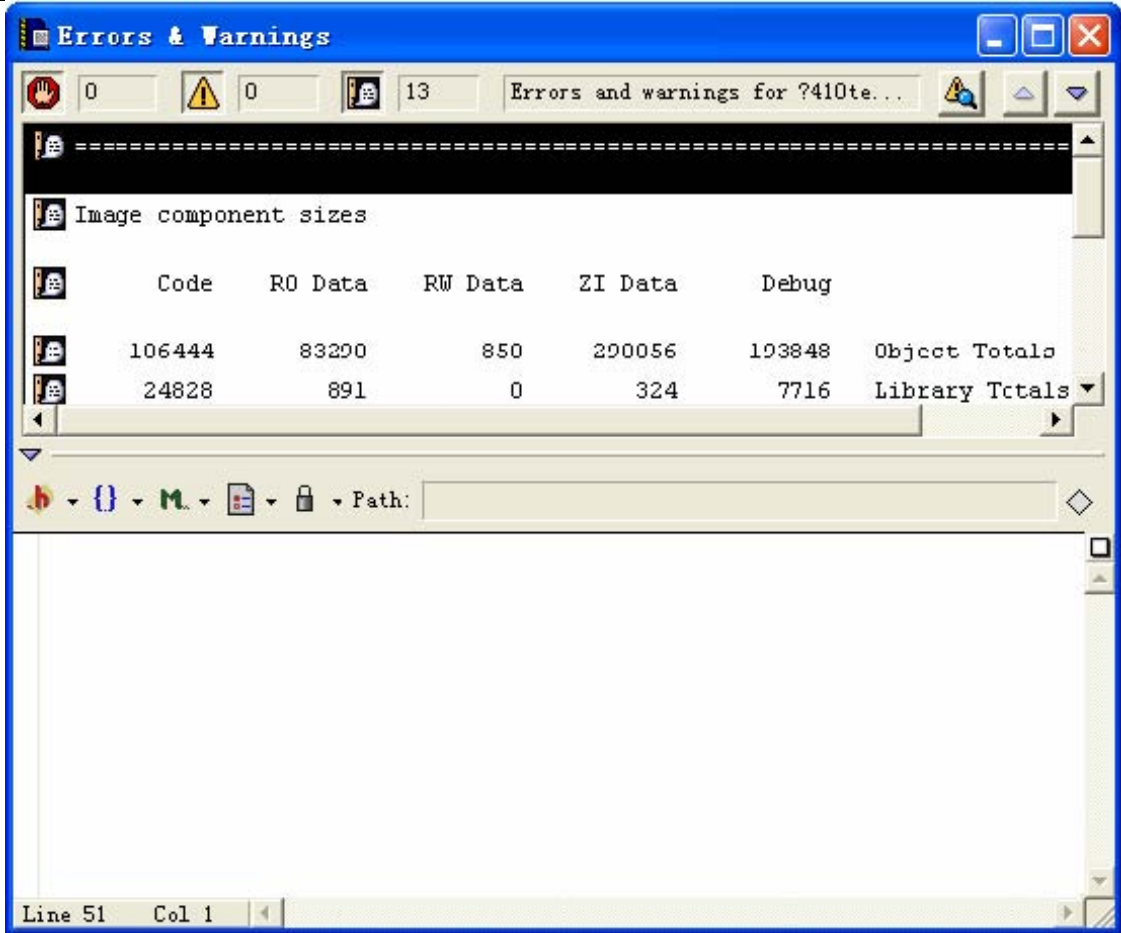 Errors & Warnings
0 0 13 Errors and warnings for ?410te...
==========================================================================
Image component sizes
Code RO Data RW Data ZI Data Debug
106444 83290 850 290056 193848 Object Totals
24828 891 0 324 7716 Library Totals
Path:
Line 51 Col 1